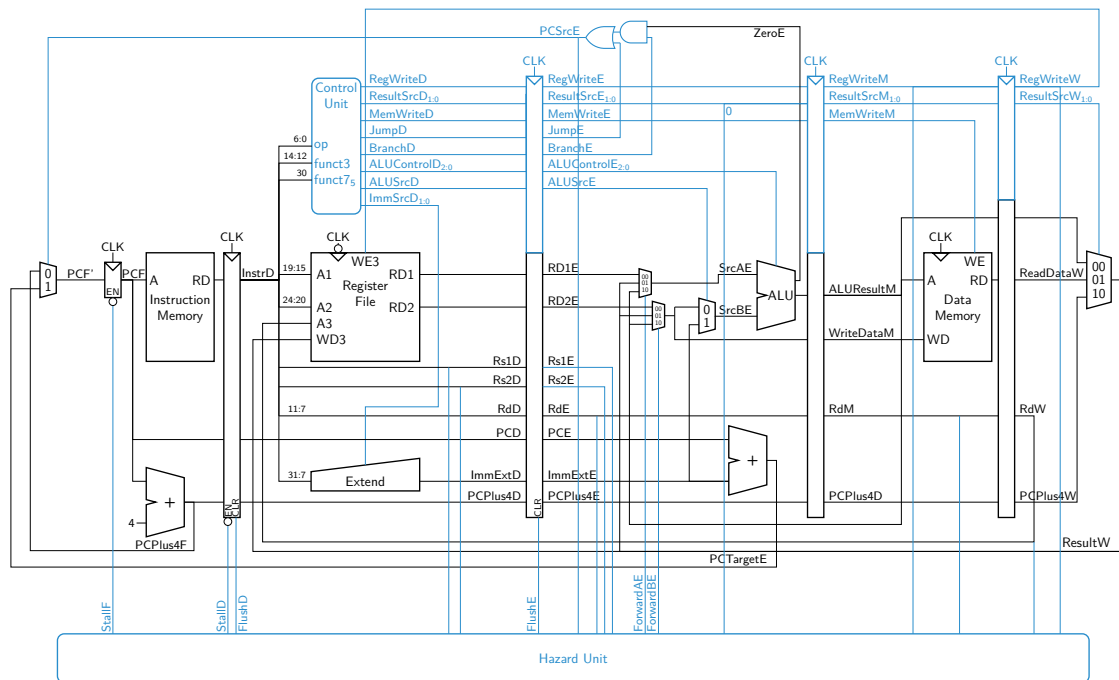 PCSrcE
ZeroE
CLK
CLK
CLK
Control
Unit
RegWriteD
RegWriteE
RegWriteM
RegWriteW
ResultSrcD1:0
ResultSrcE1:0
ResultSrcM1:0
ResultSrcW1:0
MemWriteD
MemWriteE
0
MemWriteM
JumpD
JumpE
6:0
op
BranchD
BranchE
14:12
funct3
ALUControlD2:0
ALUControlE2:0
30
funct75
ALUSrcD
ALUSrcE
ImmSrcD1:0
CLK
CLK
CLK
CLK
0
1
PCF'
PCF
EN
A
RD
Instruction
Memory
InstrD
19:15
A1
WE3
RD1
Register
File
24:20
A2
RD2
A3
WD3
RD1E
RD2E
00
01
10
00
01
10
SrcAE
0
1
SrcBE
ALU
ALUResultM
WriteDataM
A
WE
RD
Data
Memory
WD
ReadDataW
00
01
10
Rs1D
Rs1E
Rs2D
Rs2E
11:7
RdD
RdE
RdM
RdW
PCD
PCE
+
31:7
Extend
ImmExtD
ImmExtE
+
4
PCPlus4D
PCPlus4E
PCPlus4D
PCPlus4W
EN
CLR
CLR
PCPlus4F
ResultW
PCTargetE
StallF
StallD
FlushD
FlushE
ForwardAE
ForwardBE
Hazard Unit